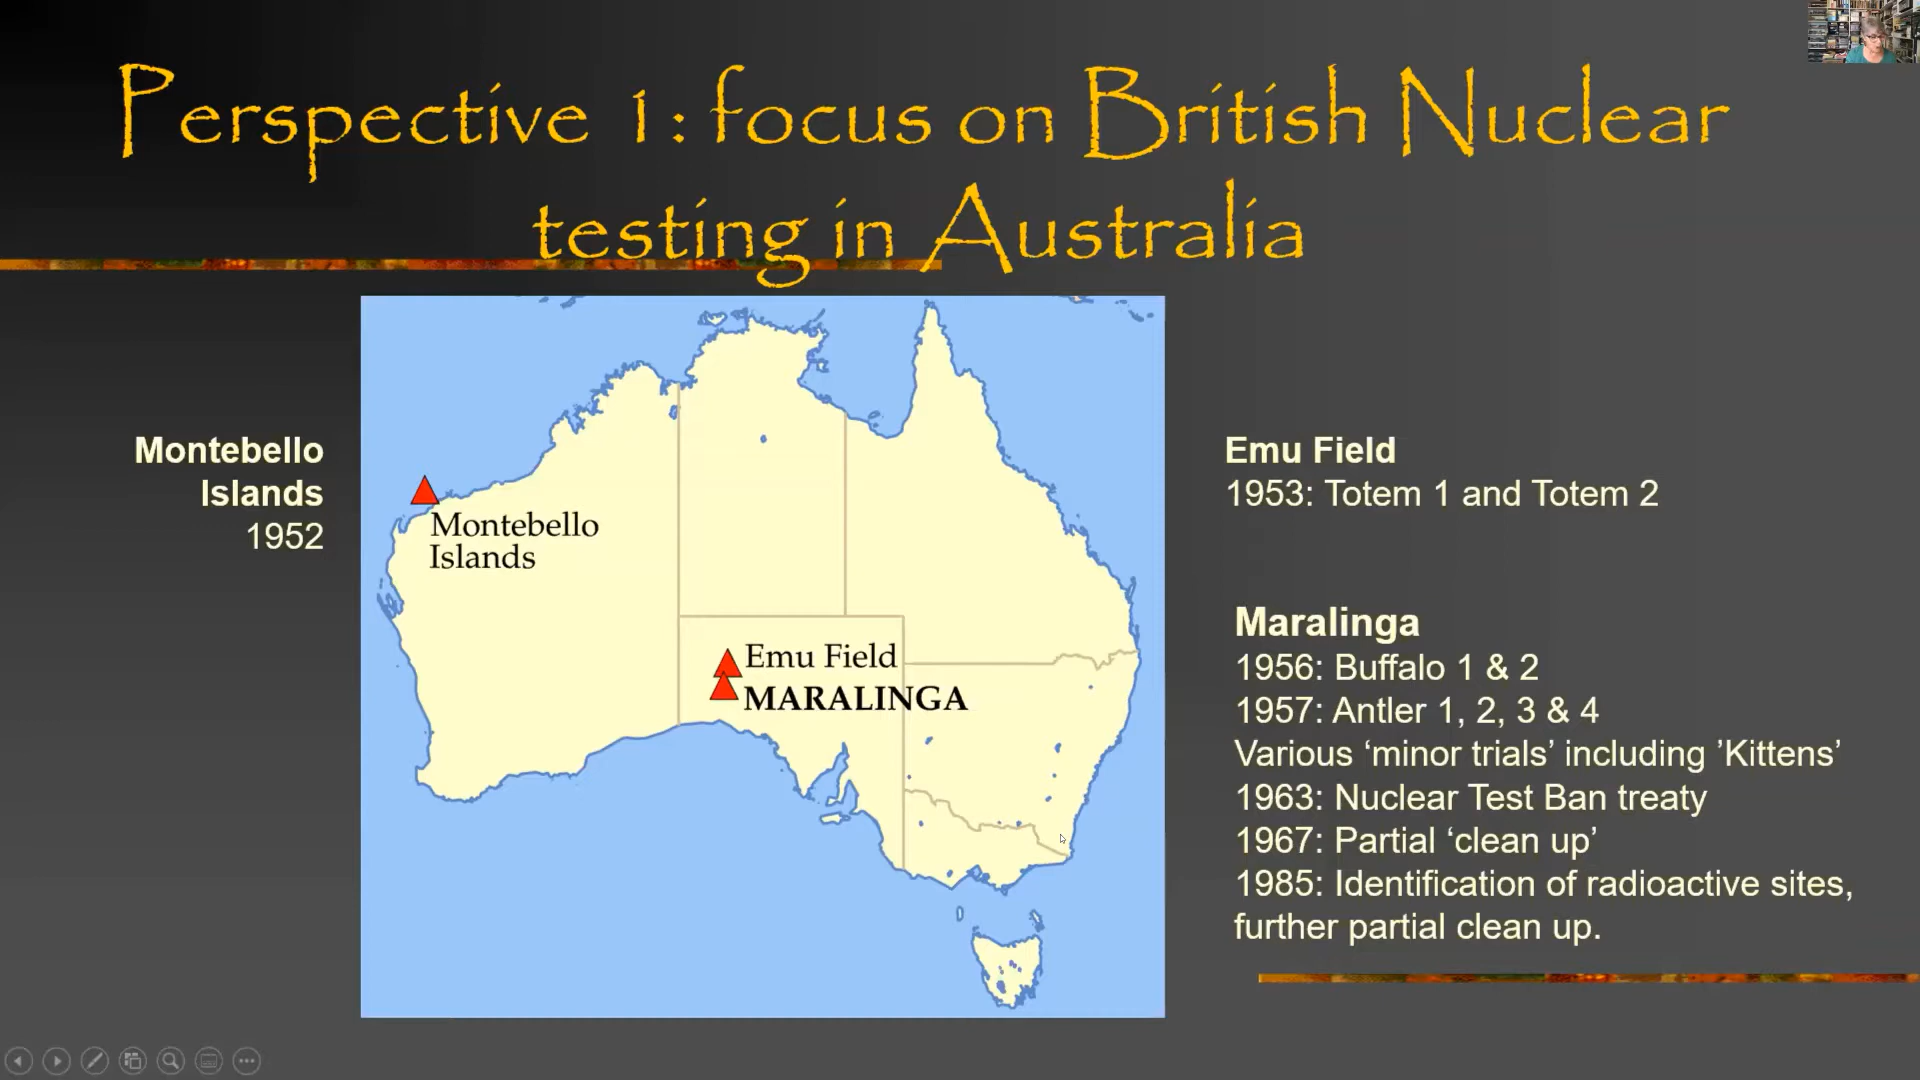 Perspective 1: focus on British Nuclear
testing in Australia
Montebello
Islands
1952
Montebello
Islands
Emu Field
MARALINGA
Emu Field
1953: Totem 1 and Totem 2
Maralinga
1956: Buffalo 1 & 2
1957: Antler 1, 2, 3 & 4
Various ‘minor trials’ including ’Kittens’
1963: Nuclear Test Ban treaty
1967: Partial ‘clean up’
1985: Identification of radioactive sites,
further partial clean up.